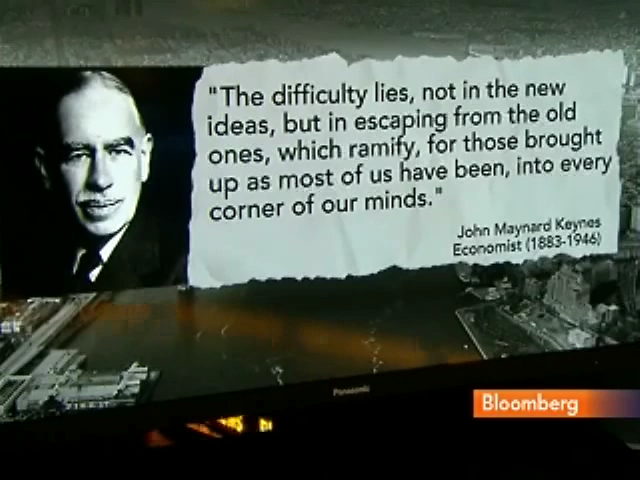 "The difficulty lies, not in the new
ideas, but in escaping from the old
ones, which ramify, for those brought
up as most of us have been, into every
corner of our minds."
John Maynard Keynes
Economist (1883-1946)
Panasonic
Bloomberg